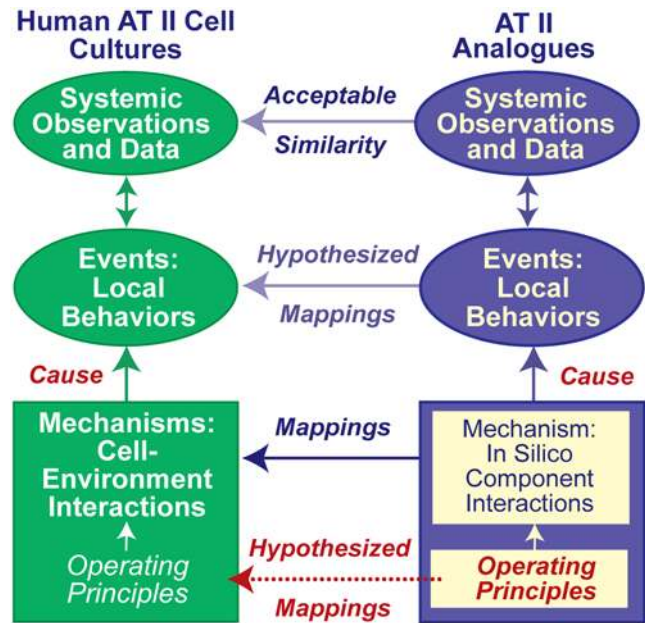 Human AT II Cell
Cultures
AT II
Analogues
Systemic
Observations
and Data
Acceptable
Similarity
Systemic
Observations
and Data
Events:
Local
Behaviors
Hypothesized
Mappings
Events:
Local
Behaviors
Cause
Cause
Mechanisms:
Cell-
Environment
Interactions
Mappings
Mechanism:
In Silico
Component
Interactions
Operating
Principles
Hypothesized
Mappings
Operating
Principles